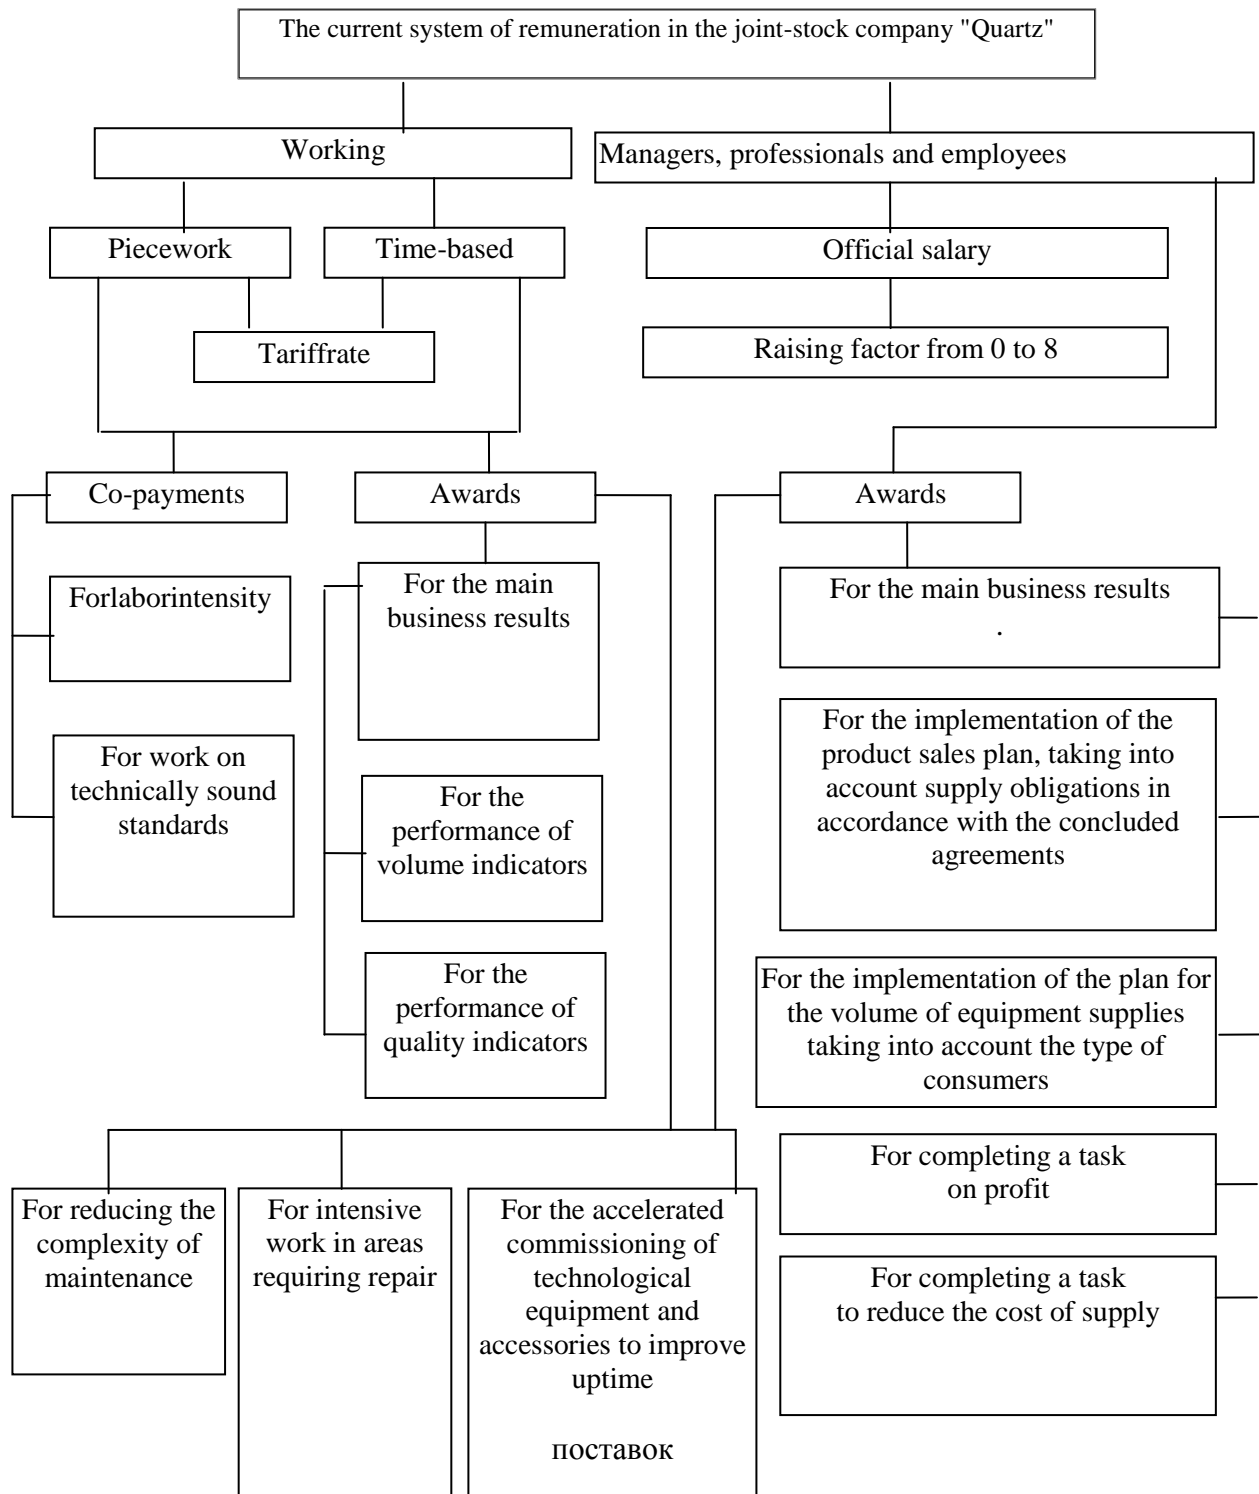 The current system of remuneration in the joint-stock company "Quartz"
Working
Managers, professionals and employees
Piecework
Time-based
Official salary
Tariffrate
Raising factor from 0 to 8
Co-payments
Awards
Awards
Forlaborintensity
For the main
business results
For the main business results
.
For work on
technically sound
standards
For the
performance of
volume indicators
For the implementation of the
product sales plan, taking into
account supply obligations in
accordance with the concluded
agreements
For the
performance of
quality indicators
For the implementation of the plan for
the volume of equipment supplies
taking into account the type of
consumers
For completing a task
on profit
For reducing the
complexity of
maintenance
For intensive
work in areas
requiring repair
For the accelerated
commissioning of
technological
equipment and
accessories to improve
uptime
поставок
For completing a task
to reduce the cost of supply